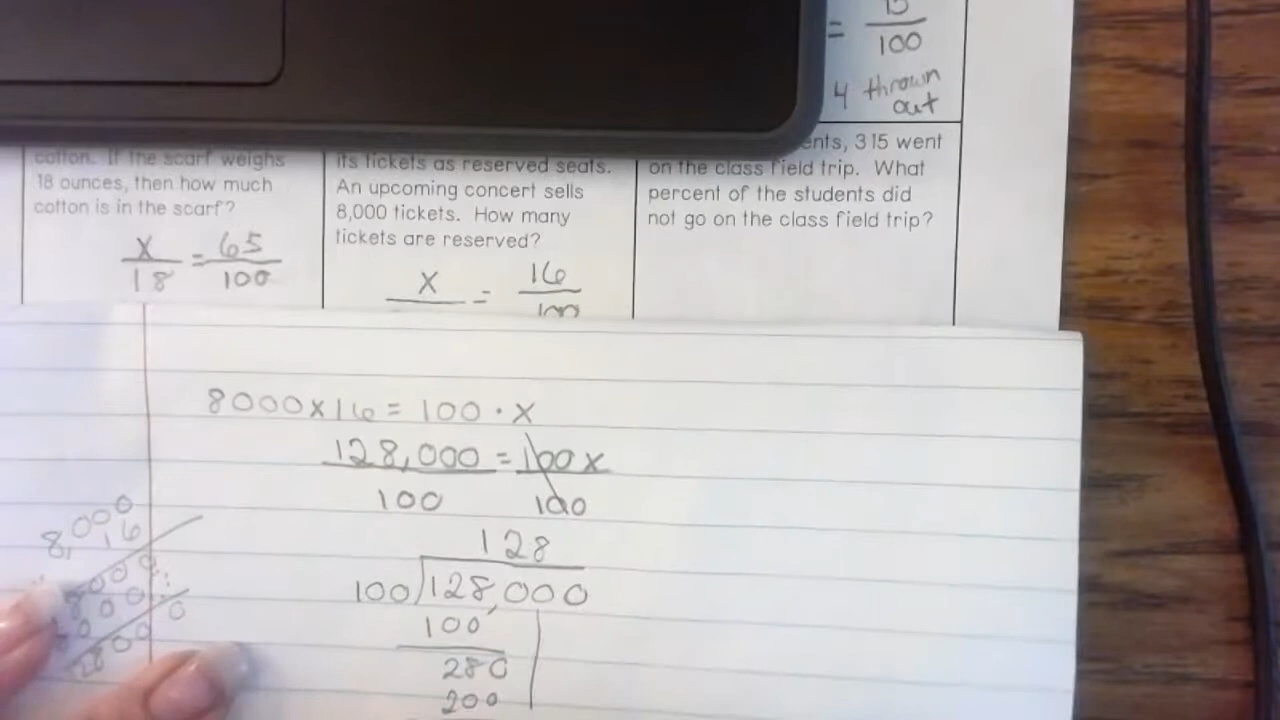 = 15
100
4 thrown
out
cotton. If the scarf weighs
18 ounces, then how much
cotton is in the scarf?
x
18
= 65
100
its tickets as reserved seats.
An upcoming concert sells
8,000 tickets. How many
tickets are reserved?
x = 16
100
ents, 315 went
on the class field trip. What
percent of the students did
not go on the class field trip?
8000x16 = 100 · x
128,000 = 100x
100 100
128
100)128,000
100
280
200
8,000
16